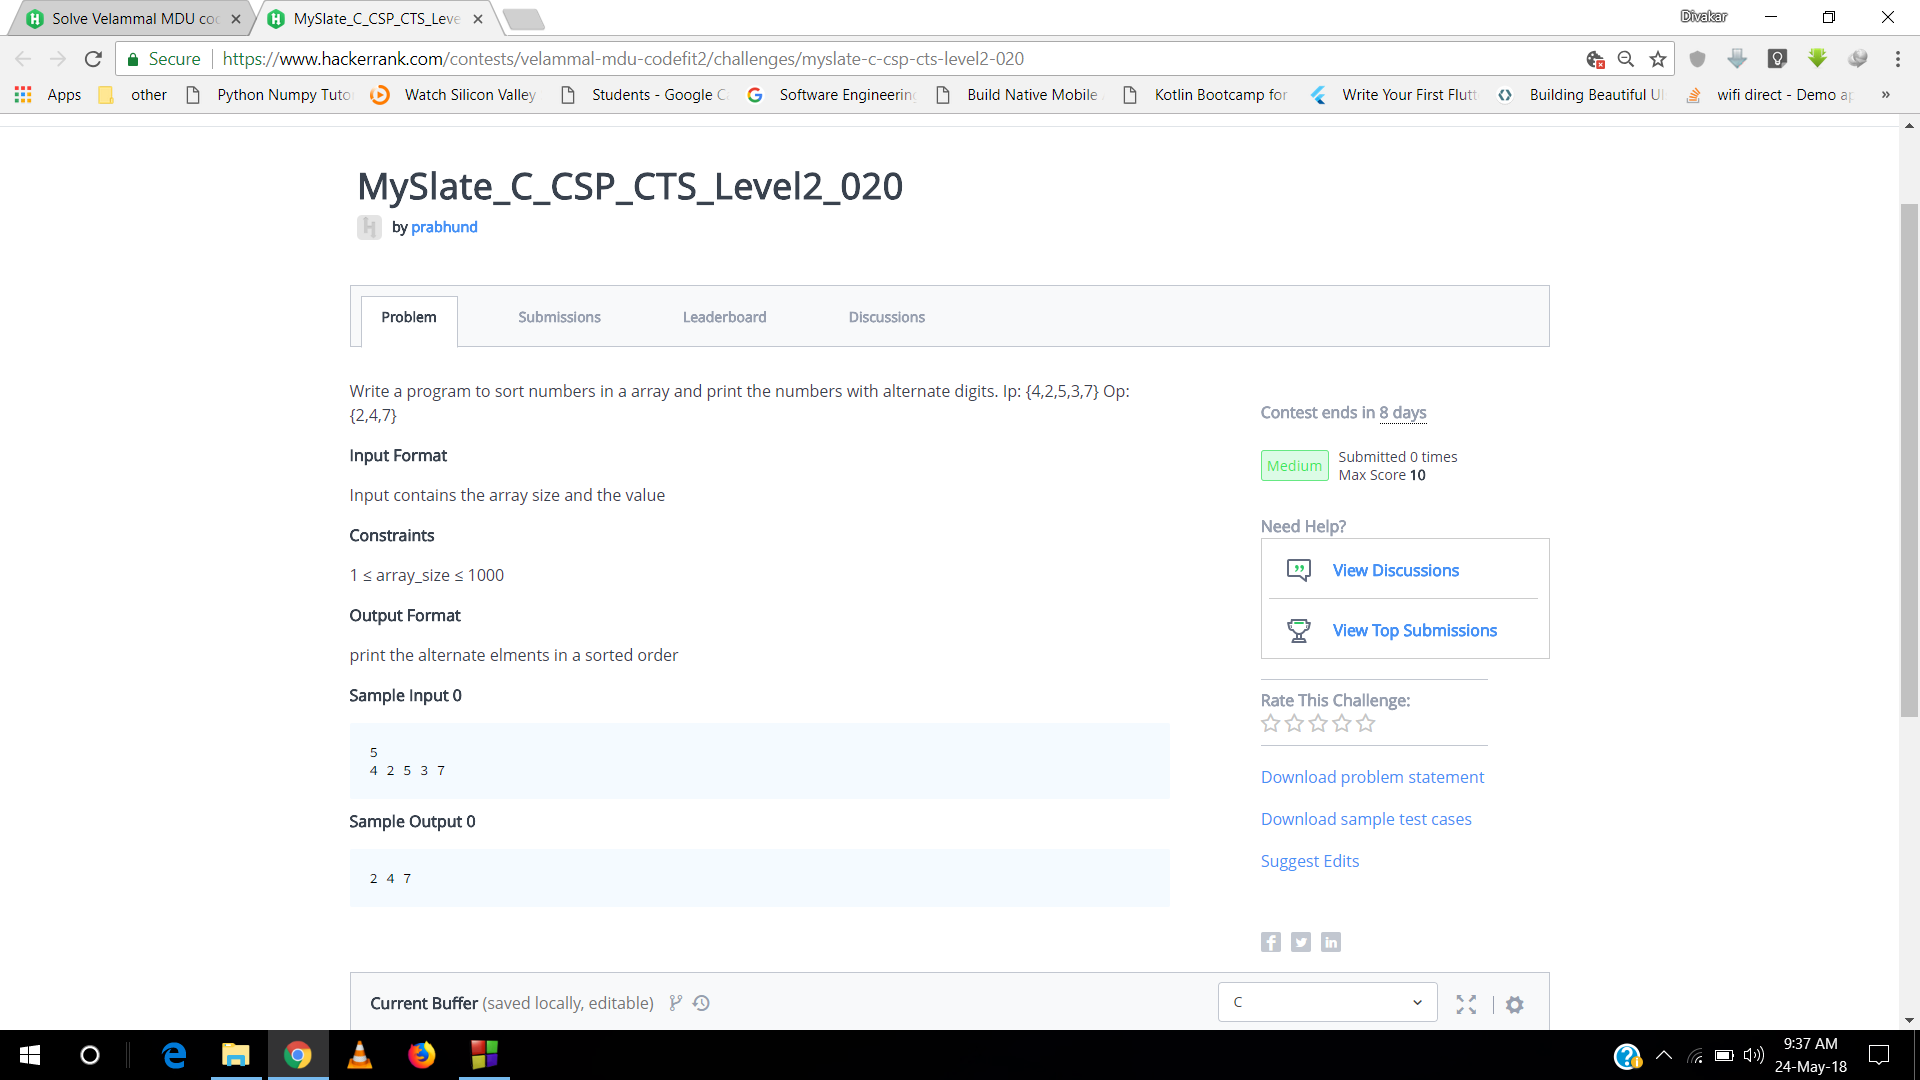 Solve Velammal MDU co
MySlate_C_CSP_CTS_Leve
Divakar
Secure
https://www.hackerrank.com/contests/velammal-mdu-codefit2/challenges/myslate-c-csp-cts-level2-020
Apps other Python Numpy Tuto Watch Silicon Valley Students - Google C Software Engineering Build Native Mobile Kotlin Bootcamp for Write Your First Flutt Building Beautiful UI wifi direct - Demo ap »
MySlate_C_CSP_CTS_Level2_020
by prabhund
Problem Submissions Leaderboard Discussions
Write a program to sort numbers in a array and print the numbers with alternate digits. Ip: {4,2,5,3,7} Op:
{2,4,7}
Input Format
Input contains the array size and the value
Constraints
1 ≤ array_size ≤ 1000
Output Format
print the alternate elments in a sorted order
Sample Input 0
5
4 2 5 3 7
Sample Output 0
2 4 7
Contest ends in 8 days
Medium
Submitted 0 times
Max Score 10
Need Help?
View Discussions
View Top Submissions
Rate This Challenge:
Download problem statement
Download sample test cases
Suggest Edits
Current Buffer (saved locally, editable)
C
9:37 AM
24-May-18